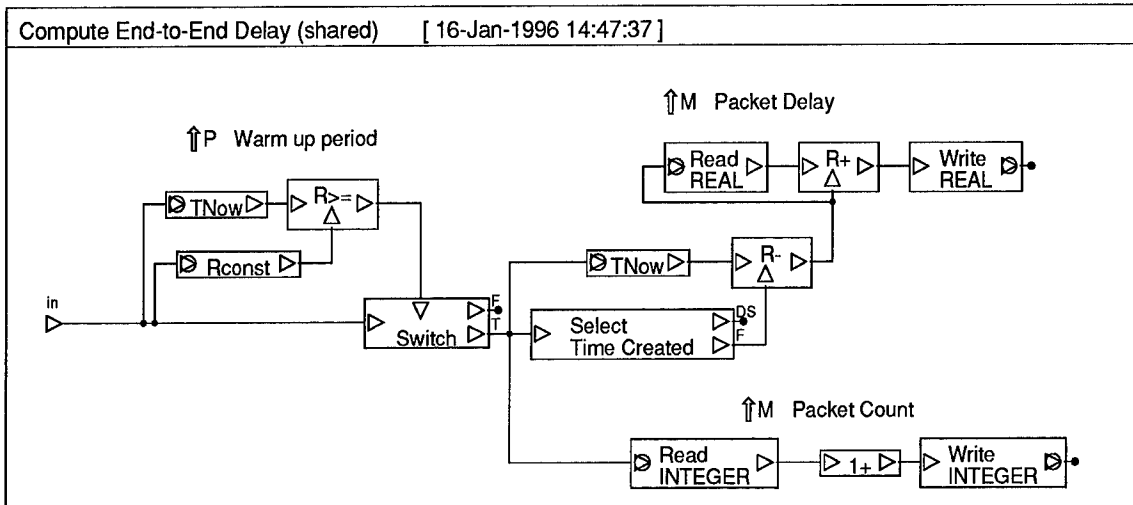 Compute End-to-End Delay (shared) [ 16-Jan-1996 14:47:37 ]
⇑M Packet Delay
⇑P Warm up period
Read
REAL
R+
Write
REAL
TNow
R>=
Rconst
TNow
R-
in
F
T
Switch
Select
Time Created
DS
F
⇑M Packet Count
Read
INTEGER
1+
Write
INTEGER